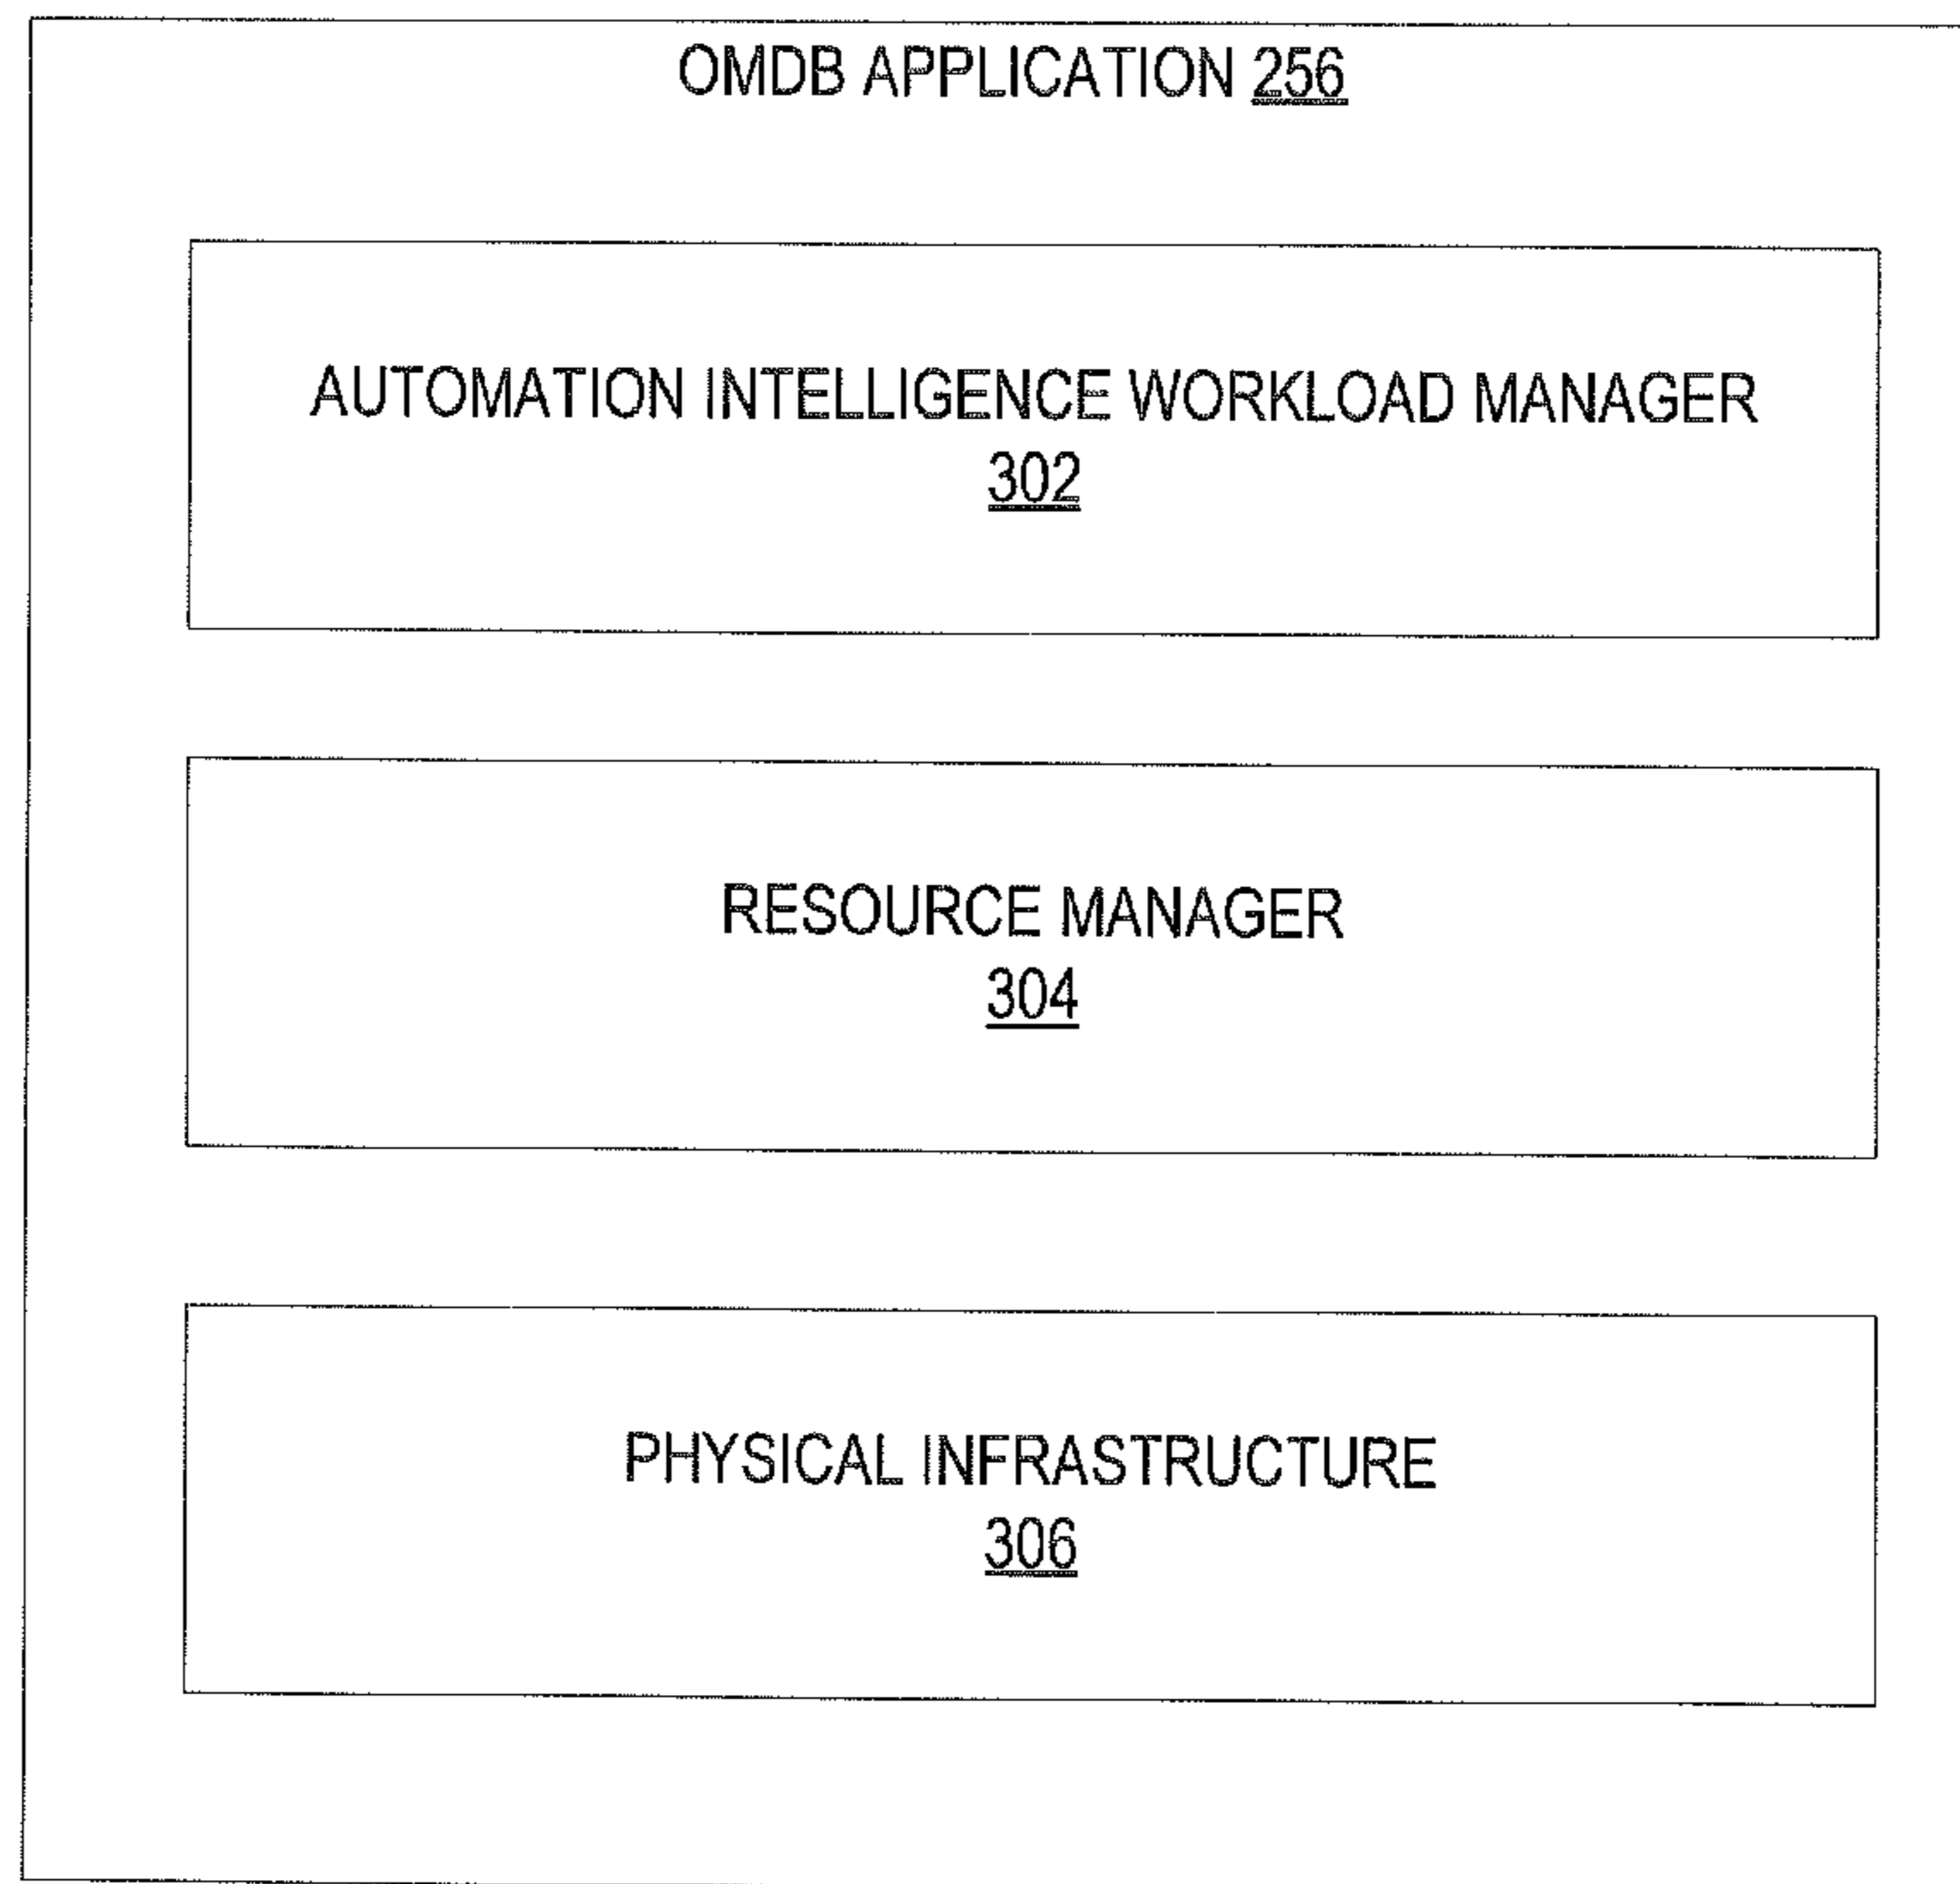 OMDB APPLICATION 256
AUTOMATION INTELLIGENCE WORKLOAD MANAGER
302
RESOURCE MANAGER
304
PHYSICAL INFRASTRUCTURE
306